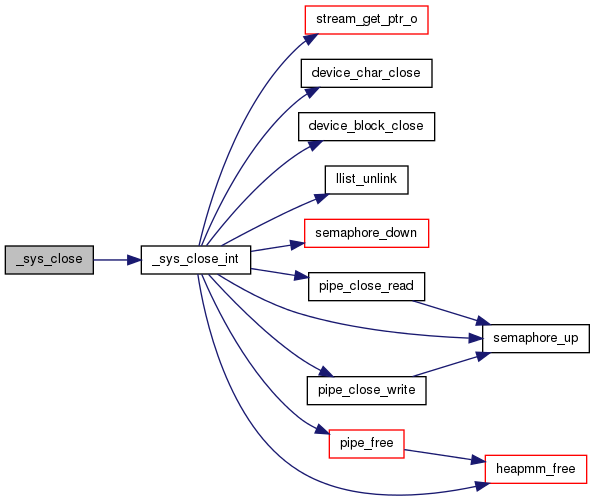 stream_get_ptr_o
device_char_close
device_block_close
llist_unlink
semaphore_down
_sys_close
_sys_close_int
pipe_close_read
semaphore_up
pipe_close_write
pipe_free
heapmm_free